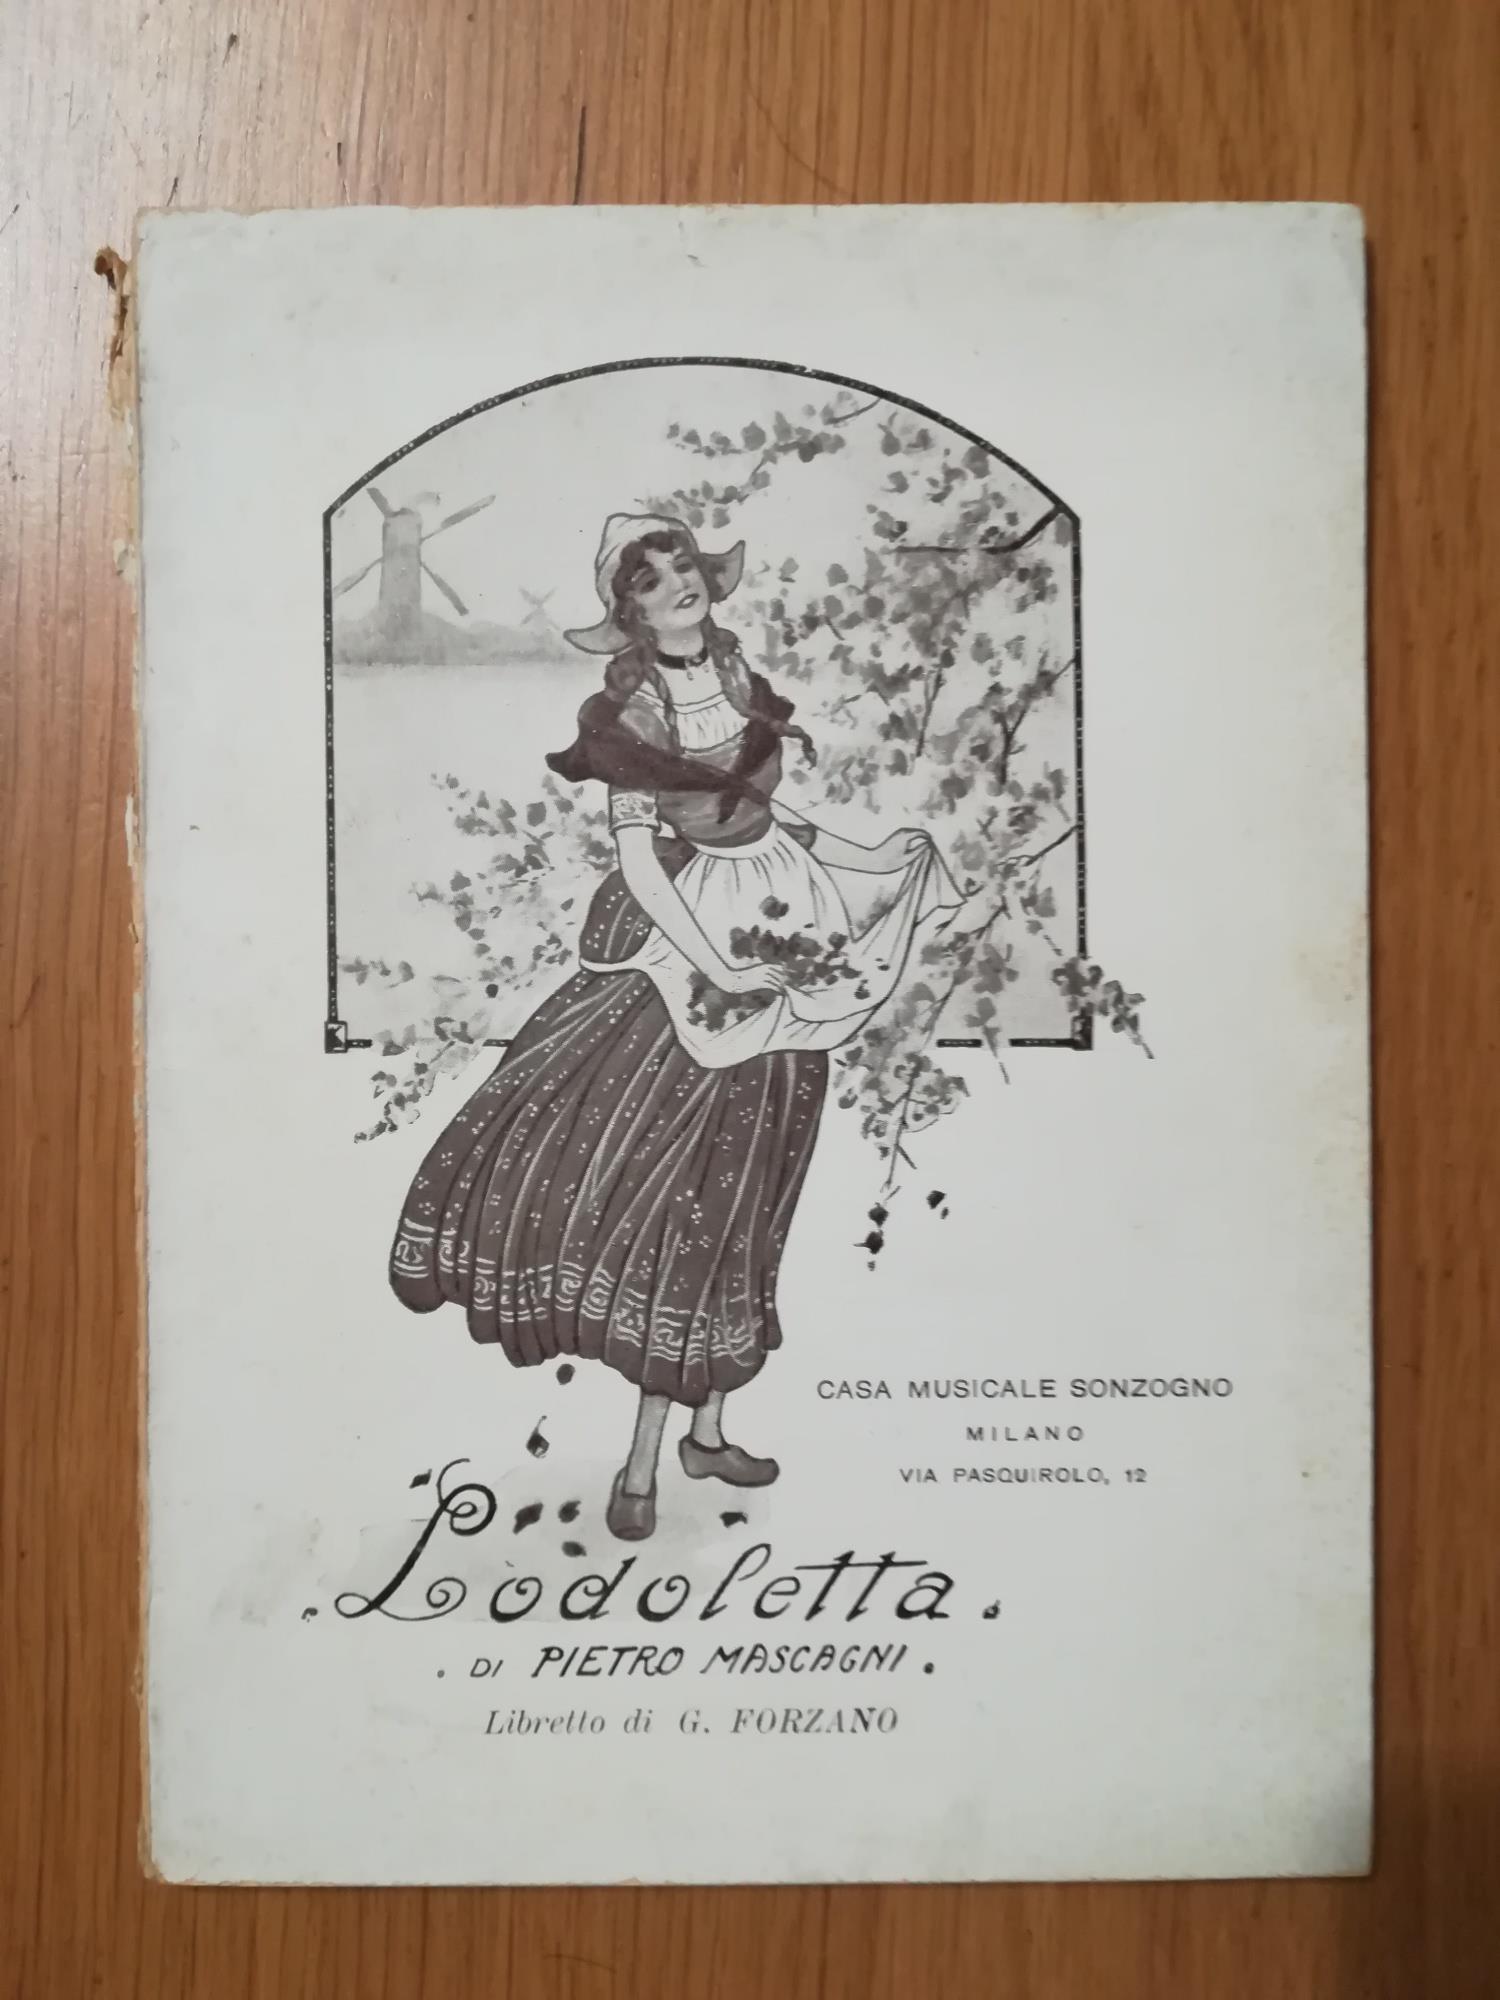 CASA MUSICALE SONZOGNO
MILANO
VIA PASQUIROLO, 12
. Lodoletta .
. DI PIETRO MASCAGNI .
Libretto di G. FORZANO